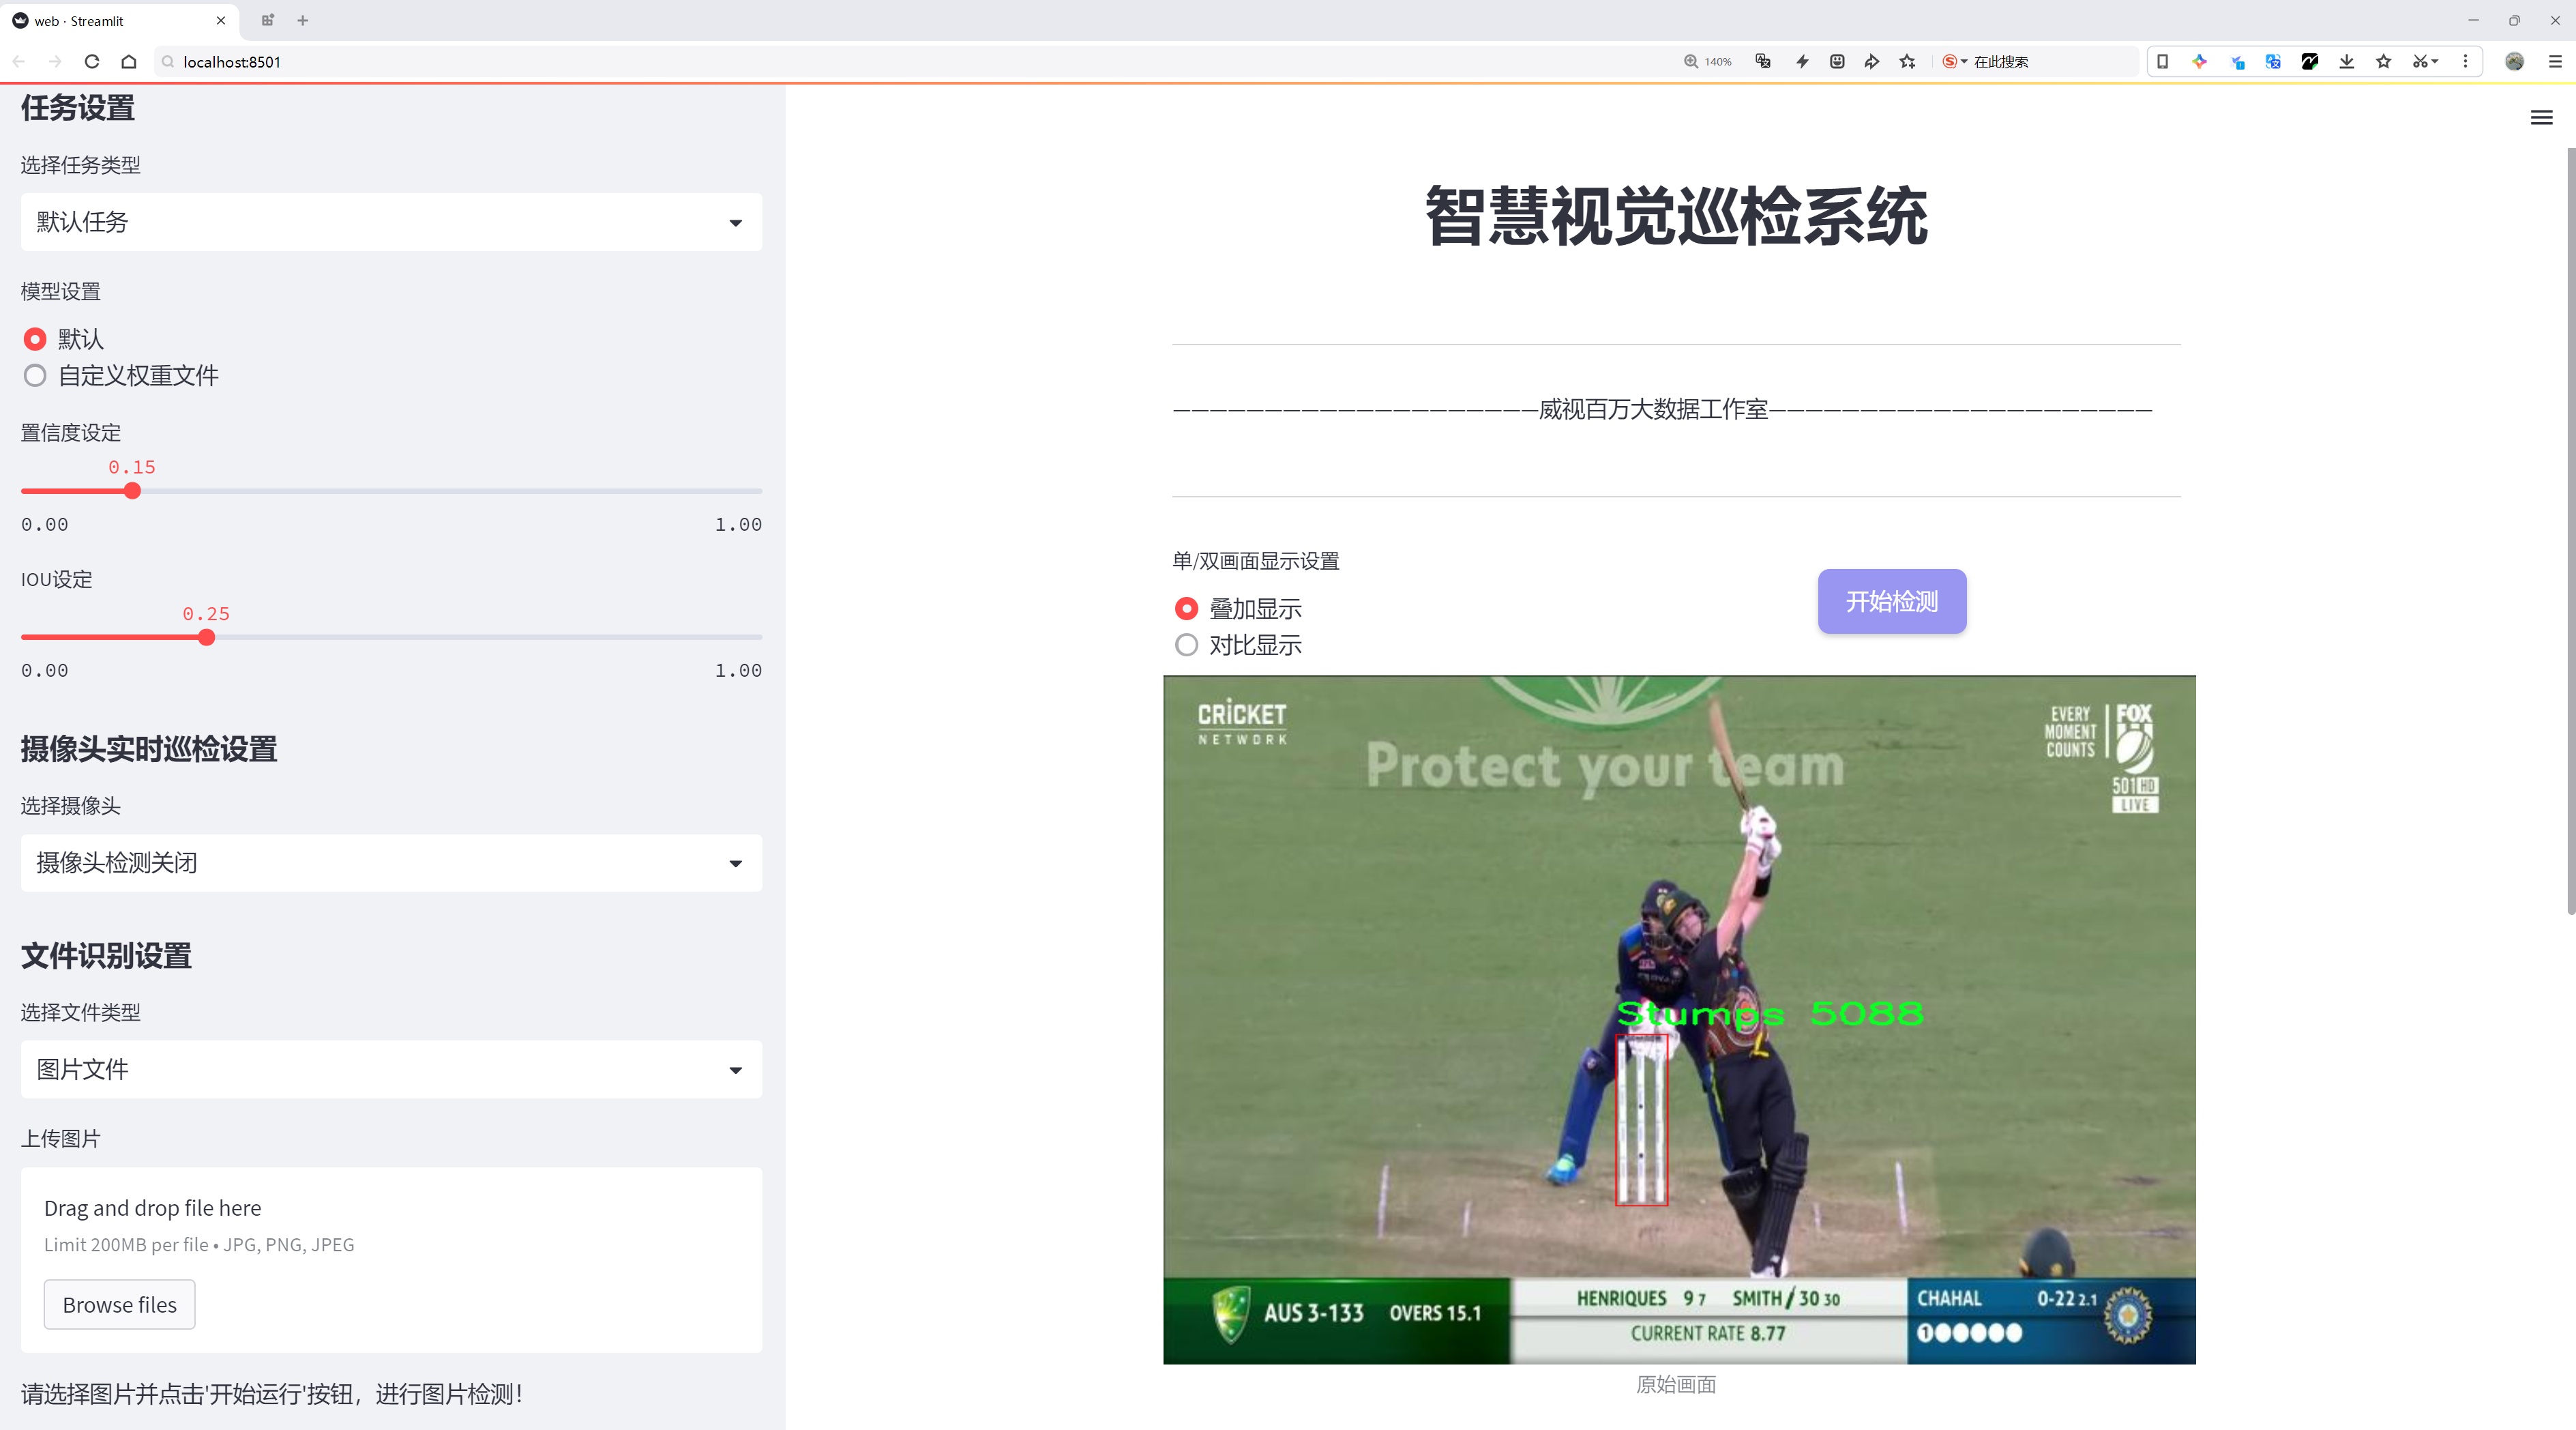 web · Streamlit
localhost:8501
140%
在此搜索
任务设置
选择任务类型
默认任务
模型设置
默认
自定义权重文件
置信度设定
0.15
0.00
1.00
IOU设定
0.25
0.00
1.00
摄像头实时巡检设置
选择摄像头
摄像头检测关闭
文件识别设置
选择文件类型
图片文件
上传图片
Drag and drop file here
Limit 200MB per file • JPG, PNG, JPEG
Browse files
请选择图片并点击'开始运行'按钮，进行图片检测！
智慧视觉巡检系统
—————————————————————威视百万大数据工作室—————————————————————
单/双画面显示设置
叠加显示
对比显示
开始检测
CRICKET
NETWORK
EVERY
MOMENT
COUNTS
FOX
501 HD
LIVE
Protect your team
Stumps 5088
AUS 3-133 OVERS 15.1
HENRIQUES 9 7 SMITH 30 30
CURRENT RATE 8.77
CHAHAL 0-22 2.1
1
原始画面